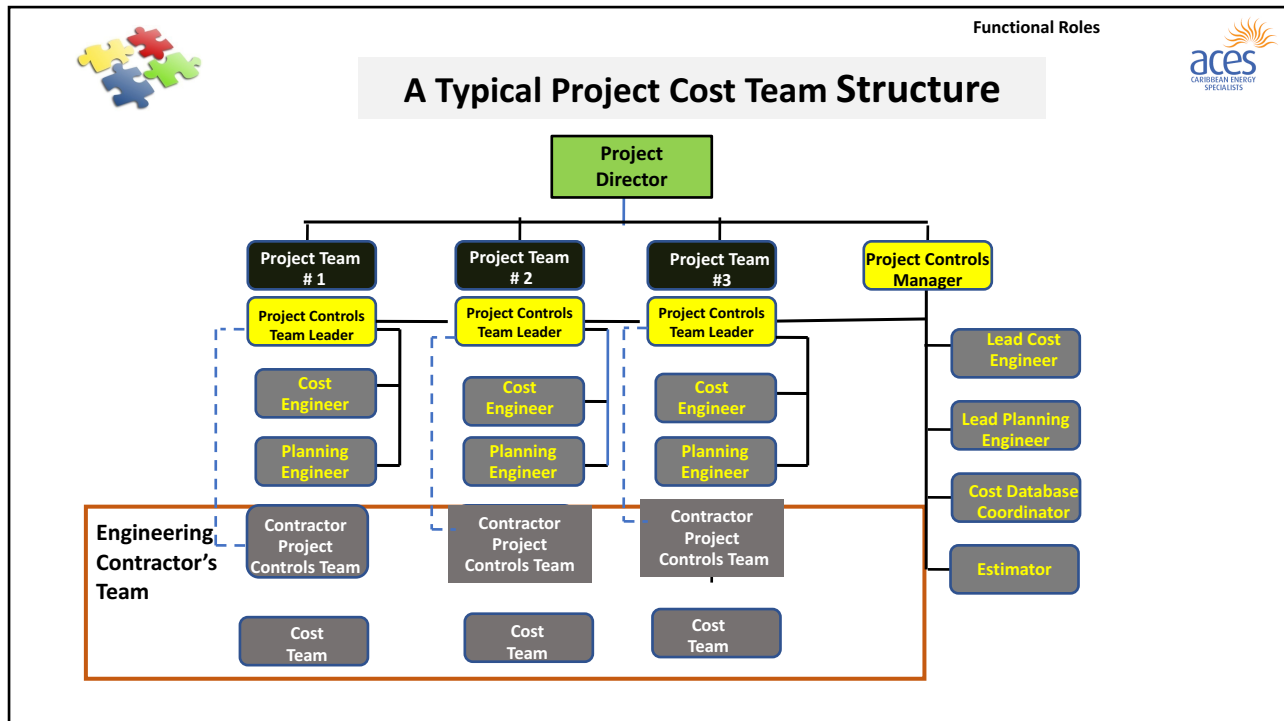 Functional Roles
aces
CARIBBEAN ENERGY
SPECIALISTS
A Typical Project Cost Team Structure
Project
Director
Project Team
# 1
Project Team
# 2
Project Team
#3
Project Controls
Manager
Project Controls
Team Leader
Project Controls
Team Leader
Project Controls
Team Leader
Lead Cost
Engineer
Cost
Engineer
Cost
Engineer
Cost
Engineer
Lead Planning
Engineer
Planning
Engineer
Planning
Engineer
Planning
Engineer
Cost Database
Coordinator
Engineering
Contractor’s
Team
Contractor
Project
Controls Team
Contractor
Project
Controls Team
Contractor
Project
Controls Team
Estimator
Cost
Team
Cost
Team
Cost
Team